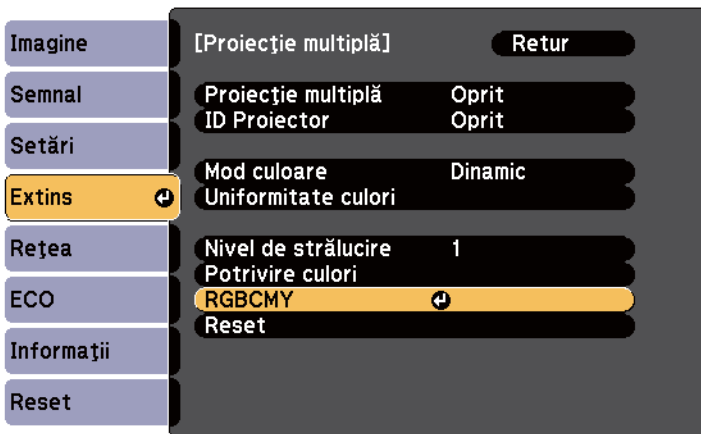 Imagine
Semnal
Setări
Extins
Rețea
ECO
Informații
Reset
[Proiecție multiplă] Retur
Proiecție multiplă Oprit
ID Proiector Oprit
Mod culoare Dinamic
Uniformitate culori
Nivel de strălucire 1
Potrivire culori
RGBCMY
Reset